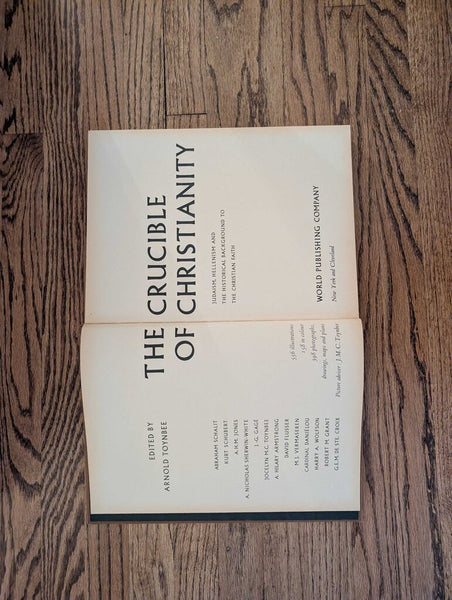 THE CRUCIBLE
OF CHRISTIANITY
EDITED BY
ARNOLD TOYNBEE
ABRAHAM SCHALIT
KURT SCHUBERT
A.H.M. JONES
A. NICHOLAS SHERWIN-WHITE
J.-G. GAGÉ
JOCELYN M.C. TOYNBEE
A. HILARY ARMSTRONG
DAVID FLUSSER
M.J. VERMASEREN
CARDINAL DANIÉLOU
HARRY A. WOLFSON
ROBERT M. GRANT
G.E.M. DE STE. CROIX
556 illustrations
158 in colour
398 photographs,
drawings, maps and plans
Picture adviser: J.M.C. Toynbee
JUDAISM, HELLENISM AND
THE HISTORICAL BACKGROUND TO
THE CHRISTIAN FAITH
WORLD PUBLISHING COMPANY
New York and Cleveland